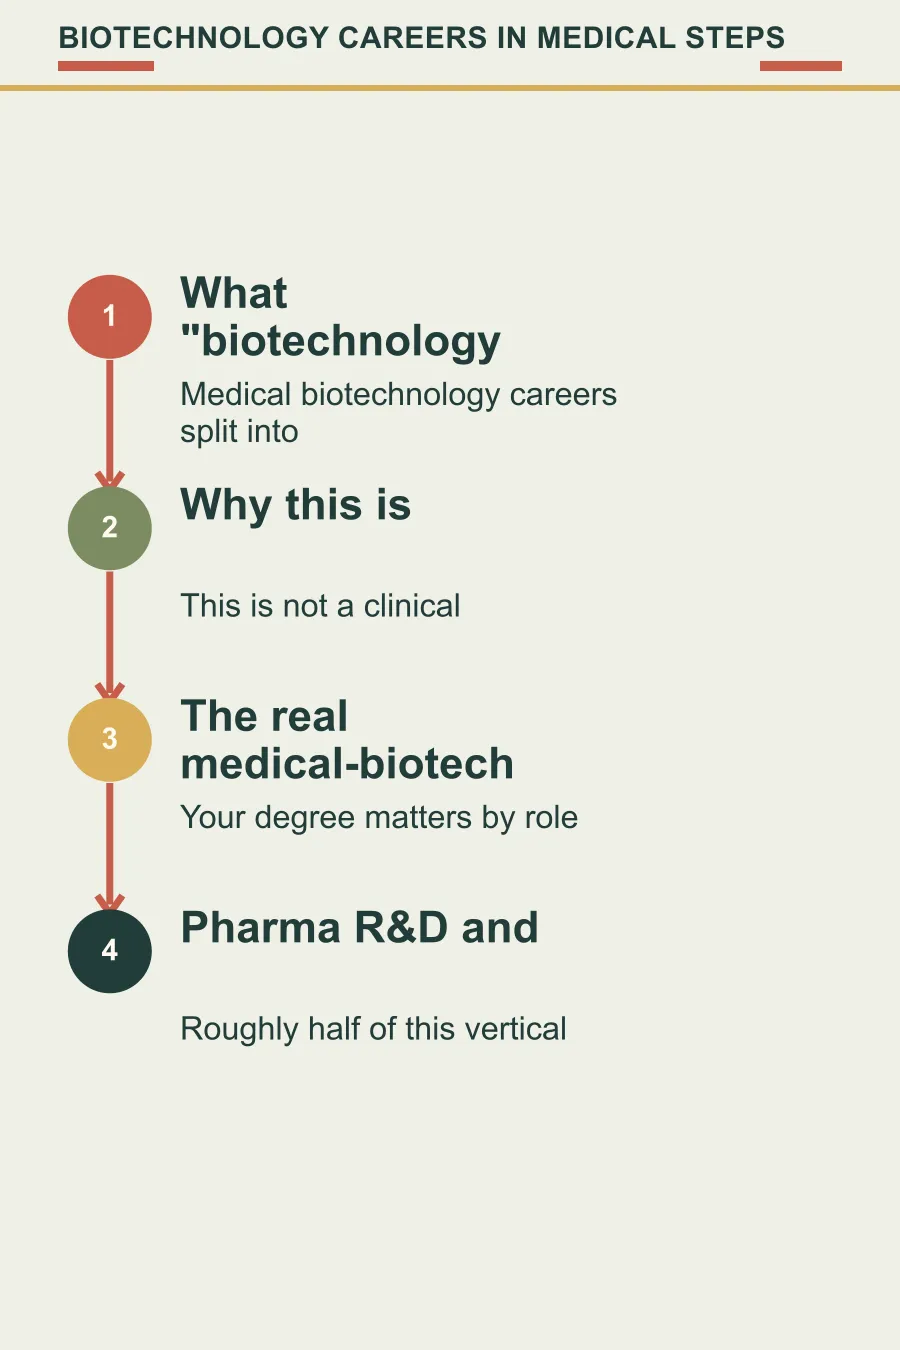 BIOTECHNOLOGY CAREERS IN MEDICAL STEPS
1
What
"biotechnology
Medical biotechnology careers
split into
2
Why this is
This is not a clinical
3
The real
medical-biotech
Your degree matters by role
4
Pharma R&D and
Roughly half of this vertical